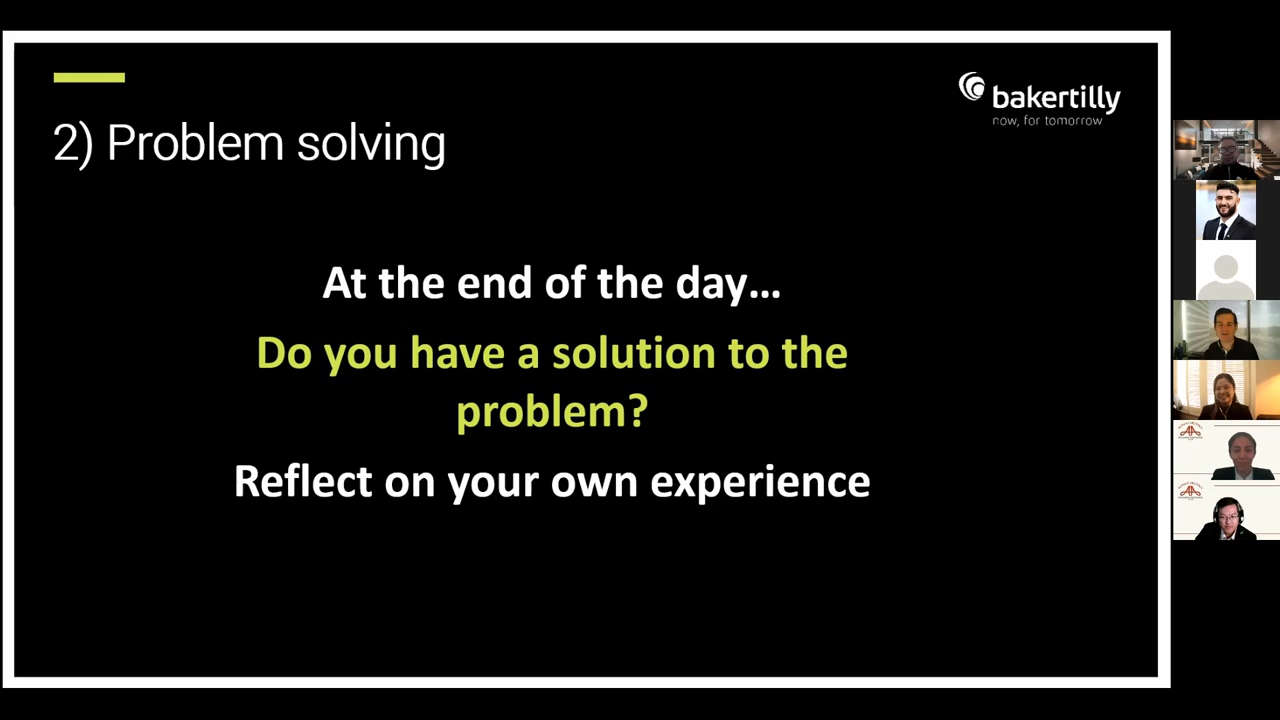 2) Problem solving
bakertilly
now, for tomorrow
At the end of the day...
Do you have a solution to the
problem?
Reflect on your own experience